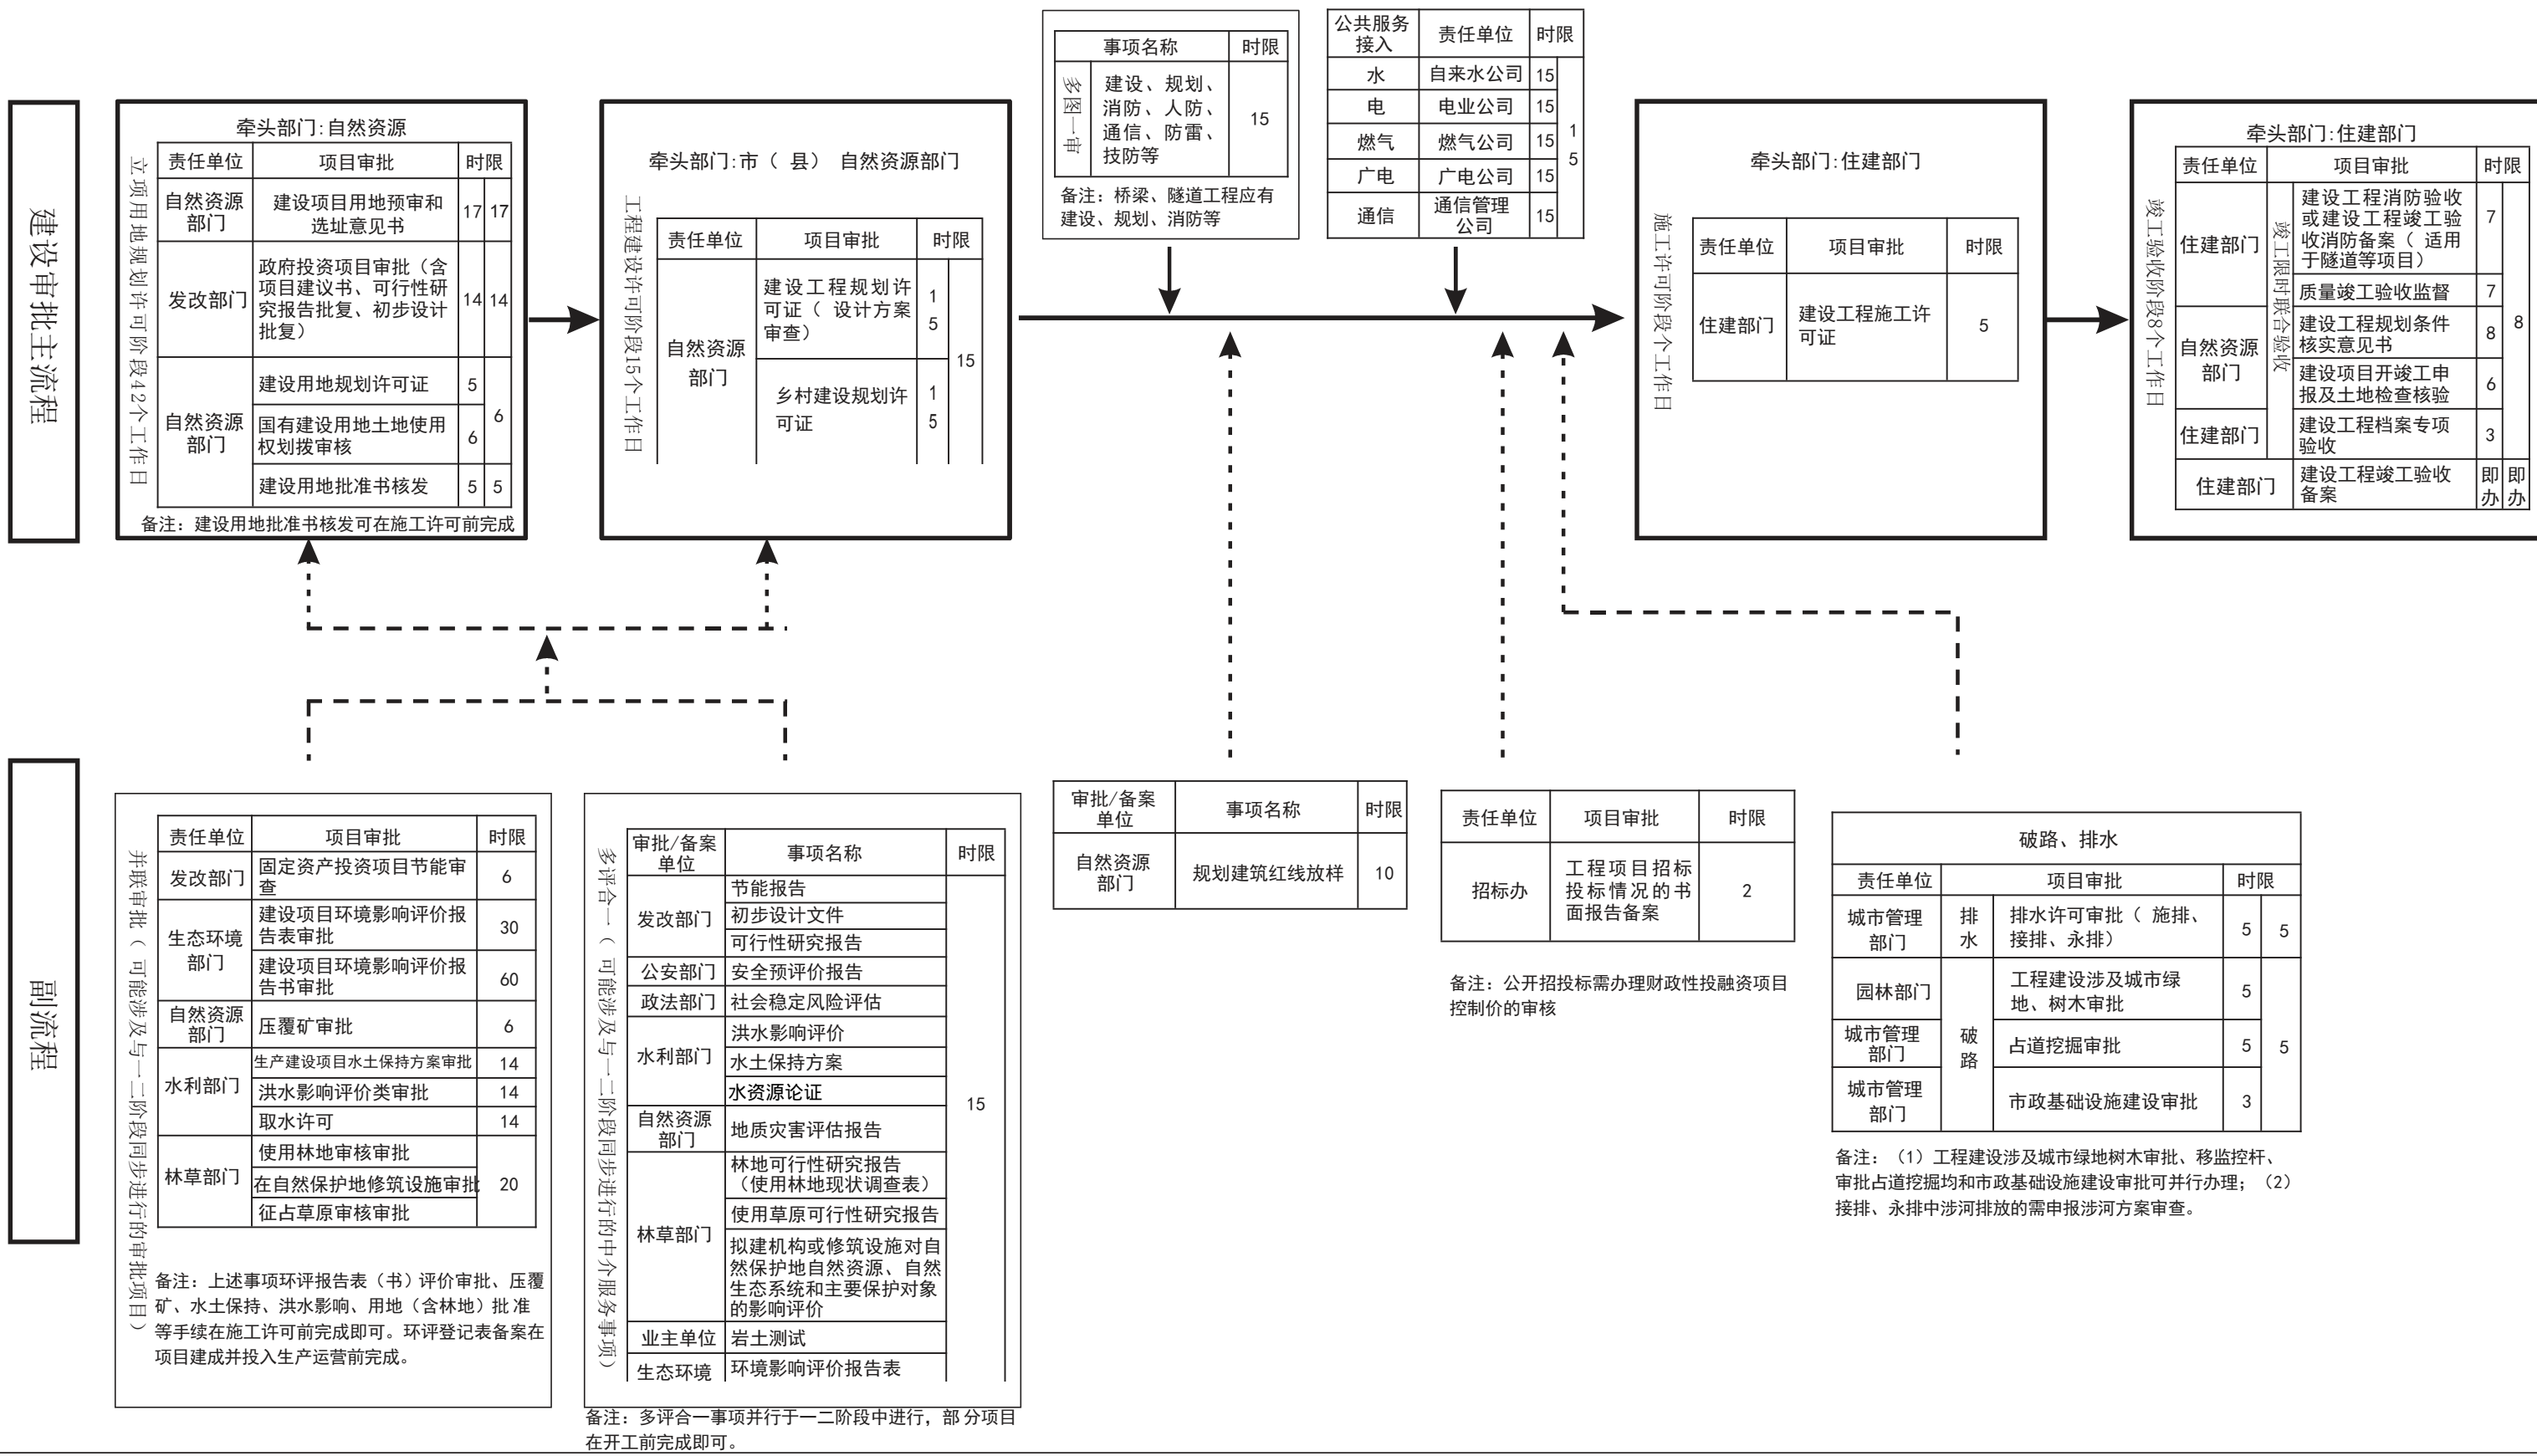 建设审批主流程
牵头部门:自然资源
立项用地规划许可阶段42个工作日
责任单位 项目审批 时限
自然资源
部门
建设项目用地预审和
选址意见书
17 17
发改部门
政府投资项目审批（含
项目建议书、可行性研
究报告批复、初步设计
批复）
14 14
自然资源
部门
建设用地规划许可证 5
国有建设用地土地使用
权划拨审核
6
6
建设用地批准书核发 5 5
备注：建设用地批准书核发可在施工许可前完成
牵头部门:市（ 县） 自然资源部门
工程建设许可阶段15个工作日
责任单位 项目审批 时限
自然资源
部门
建设工程规划许
可证（ 设计方案
审查）
1
5
乡村建设规划许
可证
1
5
15
事项名称 时限
多图一审
建设、规划、
消防、人防、
通信、防雷、
技防等
15
备注：桥梁、隧道工程应有
建设、规划、消防等
公共服务
接入
责任单位 时限
水 自来水公司 15
电 电业公司 15
燃气 燃气公司 15
广电 广电公司 15
通信 通信管理
公司
15
1
5
牵头部门:住建部门
施工许可阶段个工作日
责任单位 项目审批 时限
住建部门
建设工程施工许
可证
5
牵头部门:住建部门
竣工验收阶段8个工作日
责任单位 项目审批 时限
竣工限时联合验收
住建部门
建设工程消防验收
或建设工程竣工验
收消防备案（ 适用
于隧道等项目）
7
质量竣工验收监督 7
自然资源
部门
建设工程规划条件
核实意见书
8
建设项目开竣工申
报及土地检查核验
6
住建部门
建设工程档案专项
验收
3
8
住建部门
建设工程竣工验收
备案
即
办
即
办
副流程
并联审批（ 可能涉及与一二阶段同步进行的审批项目）
责任单位 项目审批 时限
发改部门
固定资产投资项目节能审
查
6
生态环境
部门
建设项目环境影响评价报
告表审批
30
建设项目环境影响评价报
告书审批
60
自然资源
部门
压覆矿审批 6
水利部门
生产建设项目水土保持方案审批 14
洪水影响评价类审批 14
取水许可 14
林草部门
使用林地审核审批
在自然保护地修筑设施审批
征占草原审核审批
20
备注：上述事项环评报告表（书）评价审批、压覆
矿、水土保持、洪水影响、用地（含林地）批准
等手续在施工许可前完成即可。环评登记表备案在
项目建成并投入生产运营前完成。
多评合一（ 可能涉及与一二阶段同步进行的中介服务事项）
审批/备案
单位
事项名称 时限
发改部门
节能报告
初步设计文件
可行性研究报告
公安部门 安全预评价报告
政法部门 社会稳定风险评估
水利部门
洪水影响评价
水土保持方案
水资源论证
自然资源
部门
地质灾害评估报告
林草部门
林地可行性研究报告
（使用林地现状调查表）
使用草原可行性研究报告
拟建机构或修筑设施对自
然保护地自然资源、自然
生态系统和主要保护对象
的影响评价
业主单位 岩土测试
生态环境 环境影响评价报告表
15
备注：多评合一事项并行于一二阶段中进行，部分项目
在开工前完成即可。
审批/备案
单位
事项名称 时限
自然资源
部门
规划建筑红线放样 10
责任单位 项目审批 时限
招标办
工程项目招标
投标情况的书
面报告备案
2
备注：公开招投标需办理财政性投融资项目
控制价的审核
破路、排水
责任单位 项目审批 时限
城市管理
部门
排
水
排水许可审批（ 施排、
接排、永排）
5 5
园林部门
破
路
工程建设涉及城市绿
地、树木审批
5
城市管理
部门
占道挖掘审批 5 5
城市管理
部门
市政基础设施建设审批 3
备注：（1）工程建设涉及城市绿地树木审批、移监控杆、
审批占道挖掘均和市政基础设施建设审批可并行办理；（2）
接排、永排中涉河排放的需申报涉河方案审查。